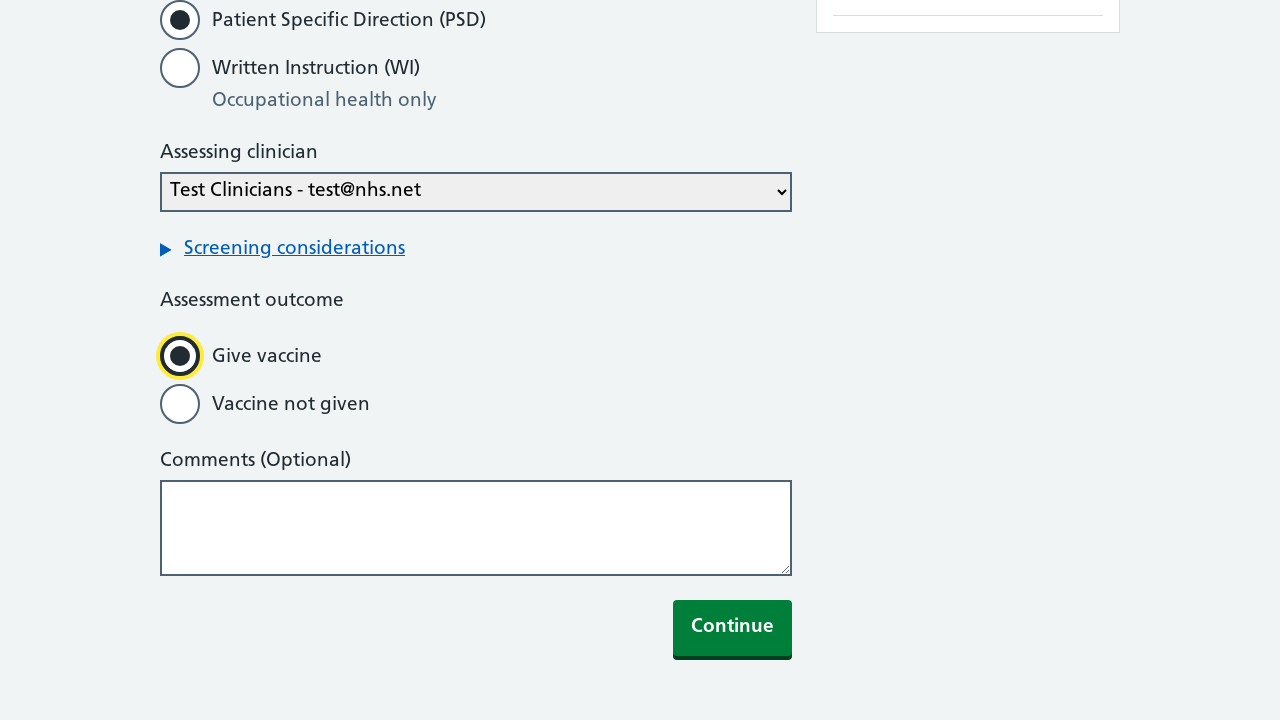 Patient Specific Direction (PSD)
Written Instruction (WI)
Occupational health only
Assessing clinician
Test Clinicians - test@nhs.net
Screening considerations
Assessment outcome
Give vaccine
Vaccine not given
Comments (Optional)
Continue